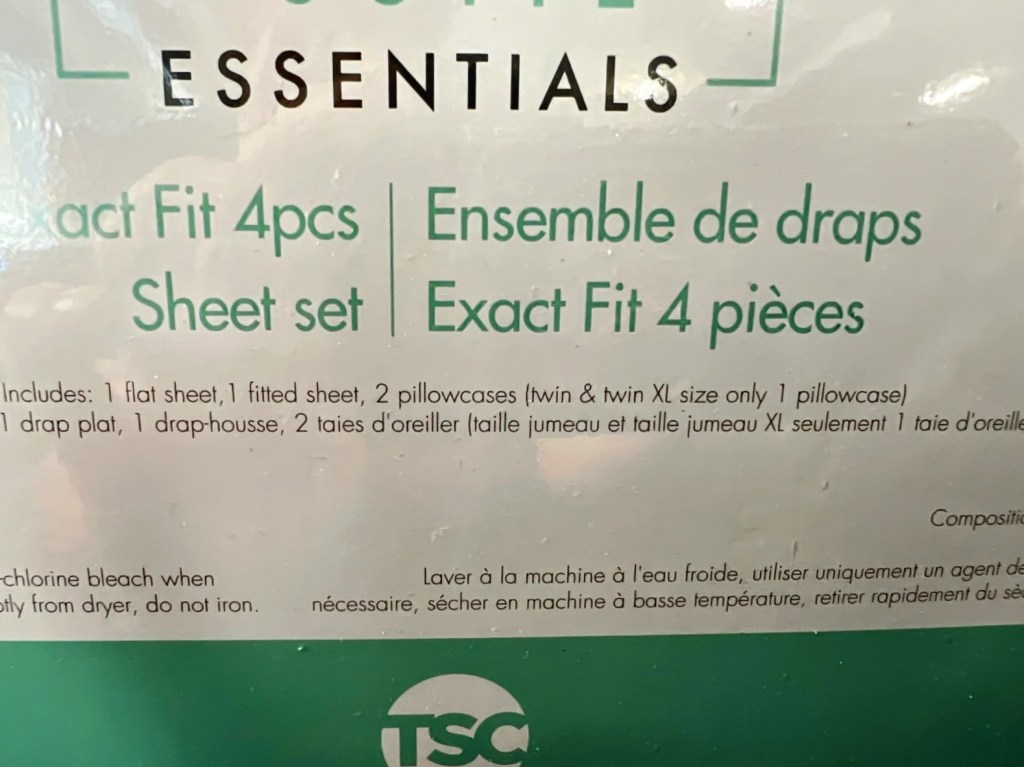 ESSENTIALS
xact Fit 4pcs
Sheet set
Ensemble de draps
Exact Fit 4 pièces
Includes: 1 flat sheet, 1 fitted sheet, 2 pillowcases (twin & twin XL size only 1 pillowcase)
1 drap plat, 1 drap-housse, 2 taies d'oreiller (taille jumeau et taille jumeau XL seulement 1 taie d'oreille
Compositio
-chlorine bleach when
ptly from dryer, do not iron.
Laver à la machine à l'eau froide, utiliser uniquement un agent de
nécessaire, sécher en machine à basse température, retirer rapidement du sè
TSC